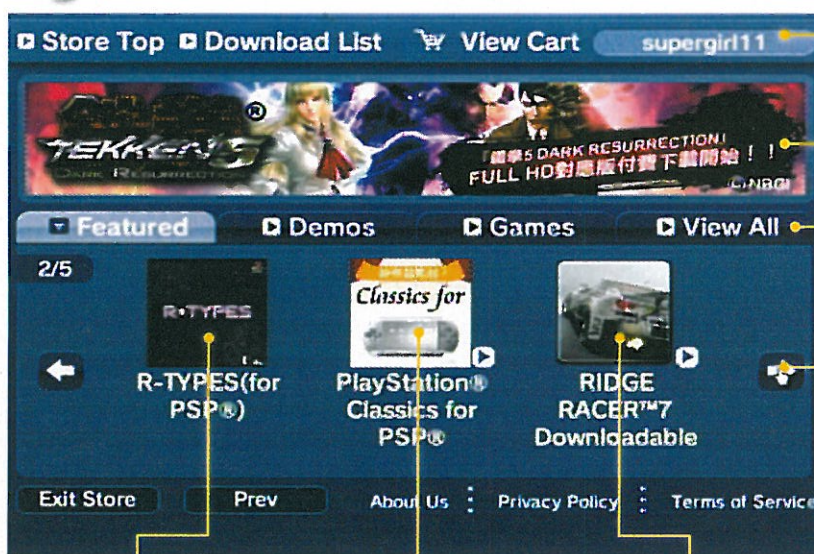 Store Top Download List View Cart supergirl11
TEKKEN 5
DARK RESURRECTION
®
「鐵拳5 DARK RESURRECTION」
FULL HD對應版付費下載開始！！
©NBGI
Featured Demos Games View All
2/5
R·TYPES
Classics for
R-TYPES(for
PSP®)
PlayStation®
Classics for
PSP®
RIDGE
RACER™7
Downloadable
Exit Store Prev About Us Privacy Policy Terms of Service